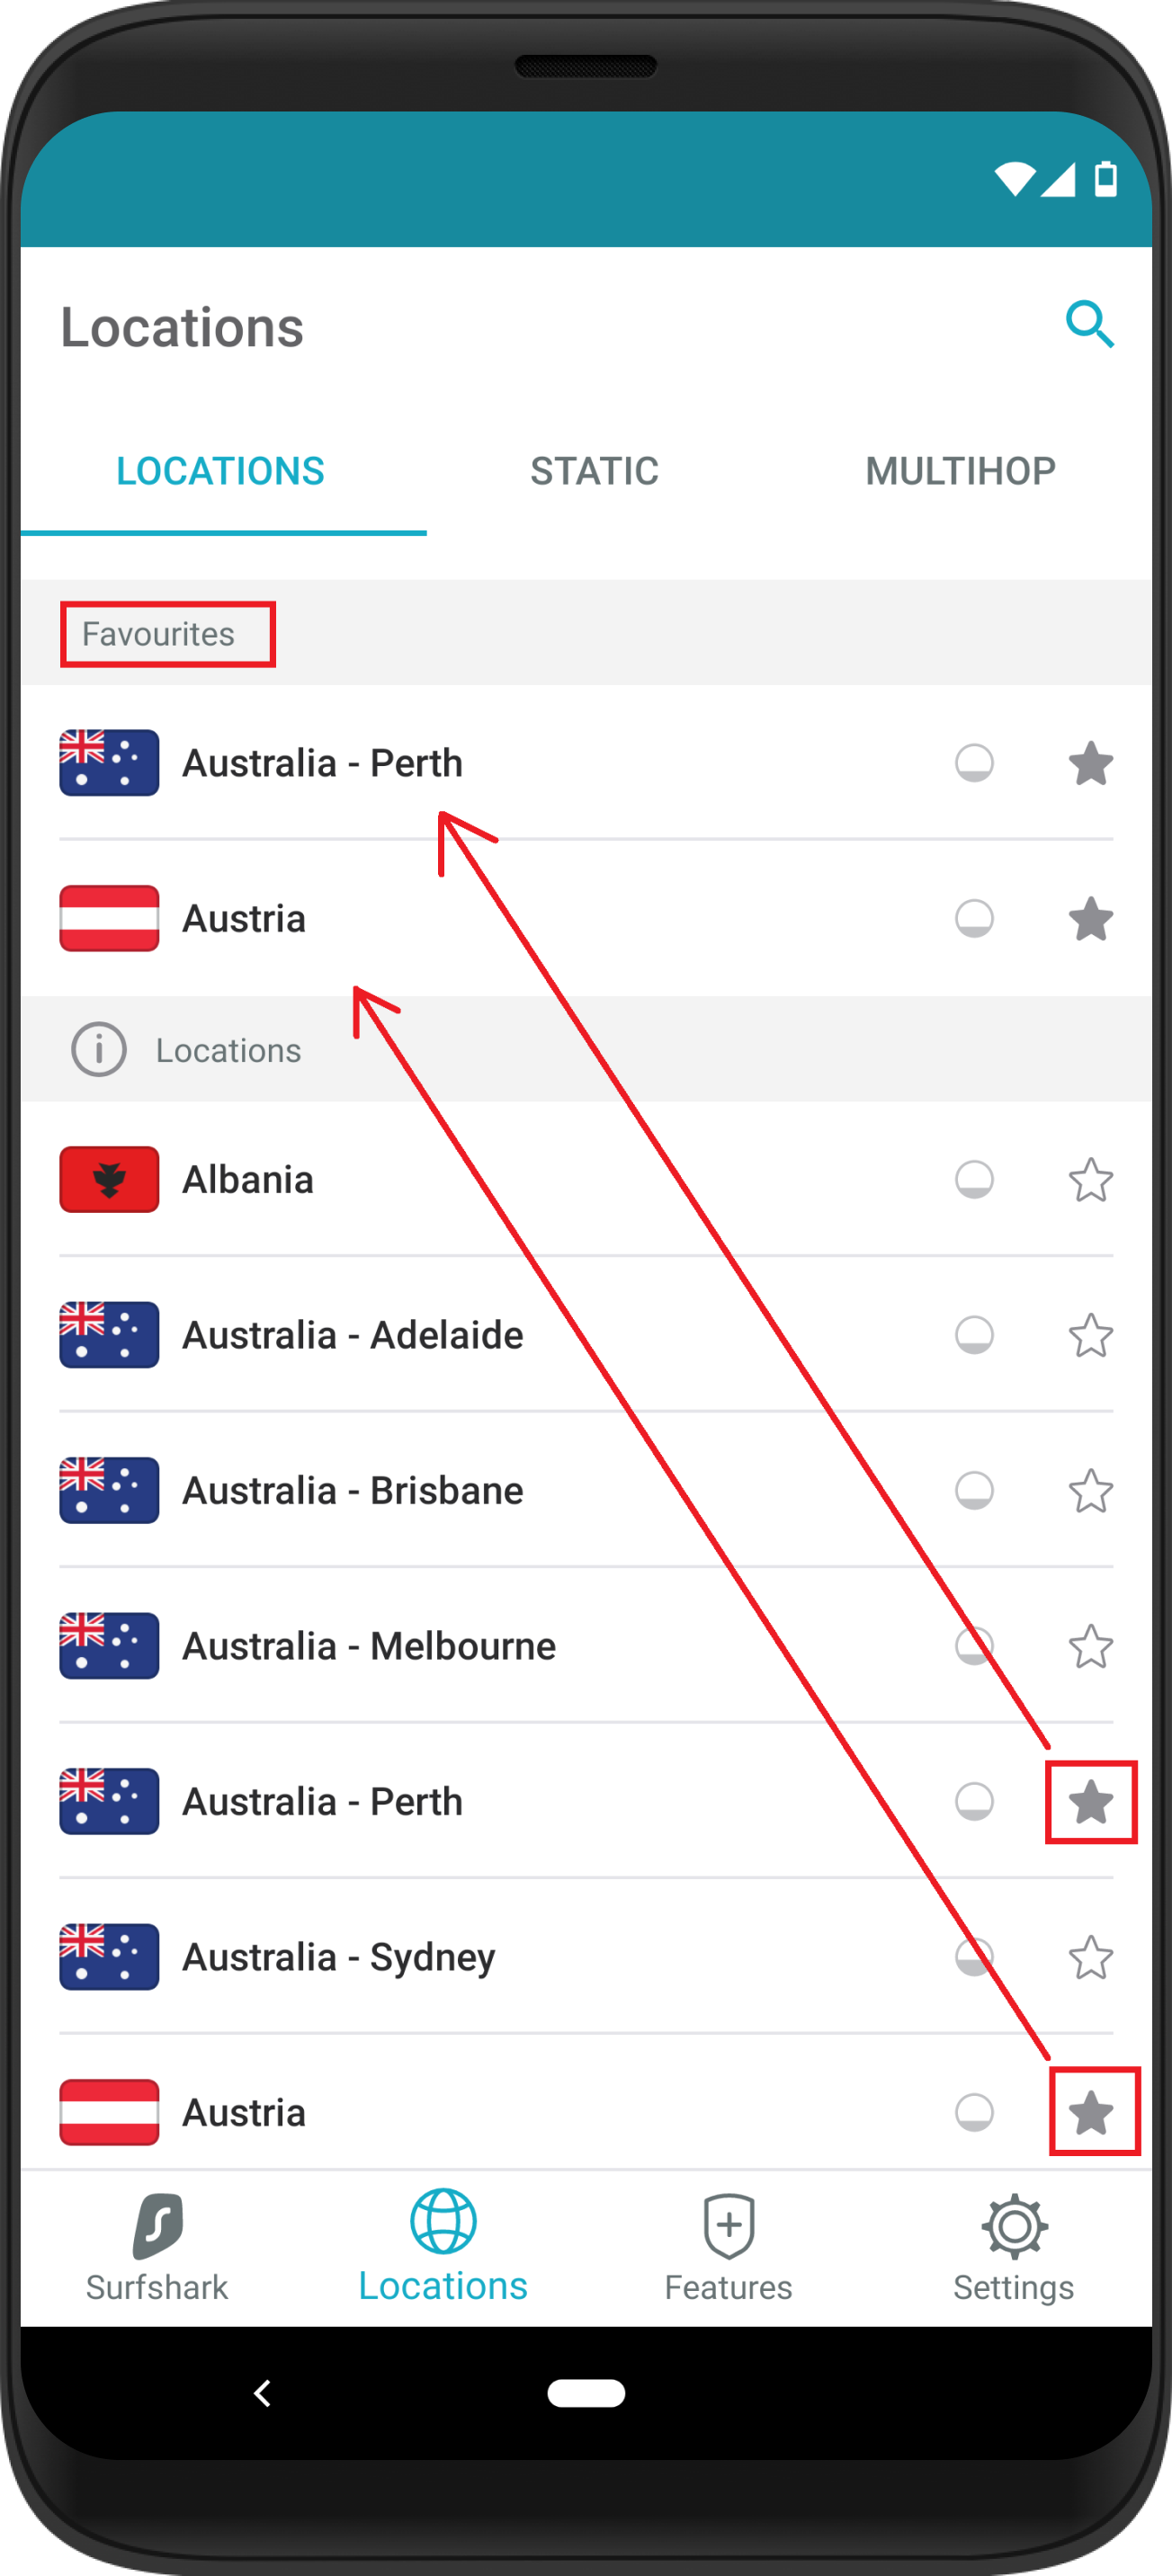 Locations
LOCATIONS STATIC MULTIHOP
Favourites
Australia - Perth
Austria
Locations
Albania
Australia - Adelaide
Australia - Brisbane
Australia - Melbourne
Australia - Perth
Australia - Sydney
Austria
Surfshark Locations Features Settings